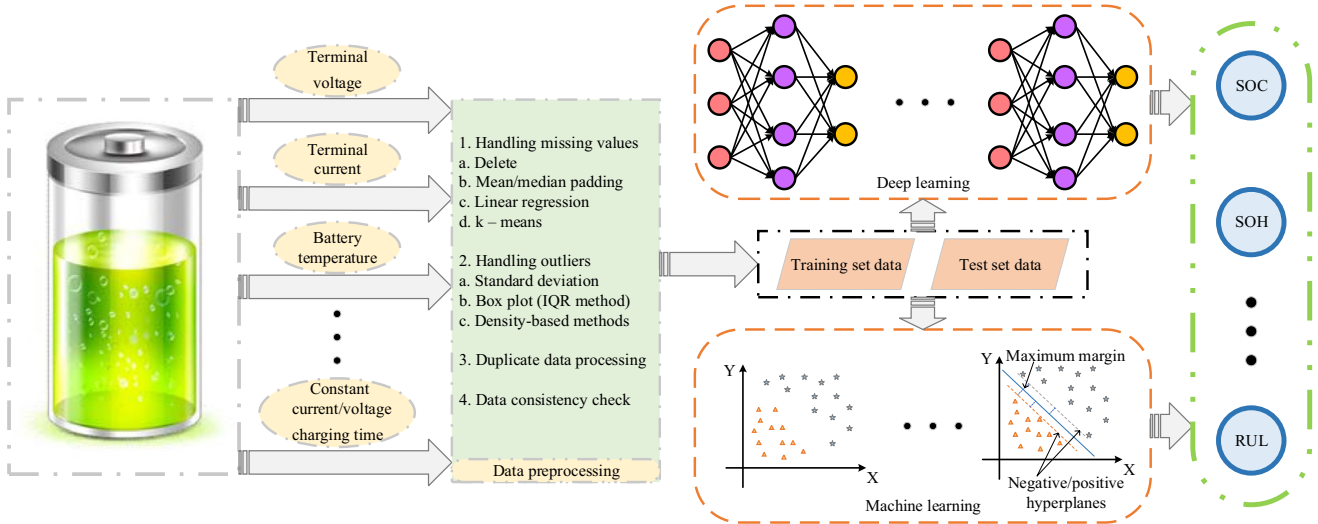 Terminal
voltage
Terminal
current
Battery
temperature
Constant
current/voltage
charging time
1. Handling missing values
a. Delete
b. Mean/median padding
c. Linear regression
d. k – means
2. Handling outliers
a. Standard deviation
b. Box plot (IQR method)
c. Density-based methods
3. Duplicate data processing
4. Data consistency check
Data preprocessing
Deep learning
Training set data
Test set data
Y
X
Y
Maximum margin
X
Negative/positive
hyperplanes
Machine learning
SOC
SOH
RUL